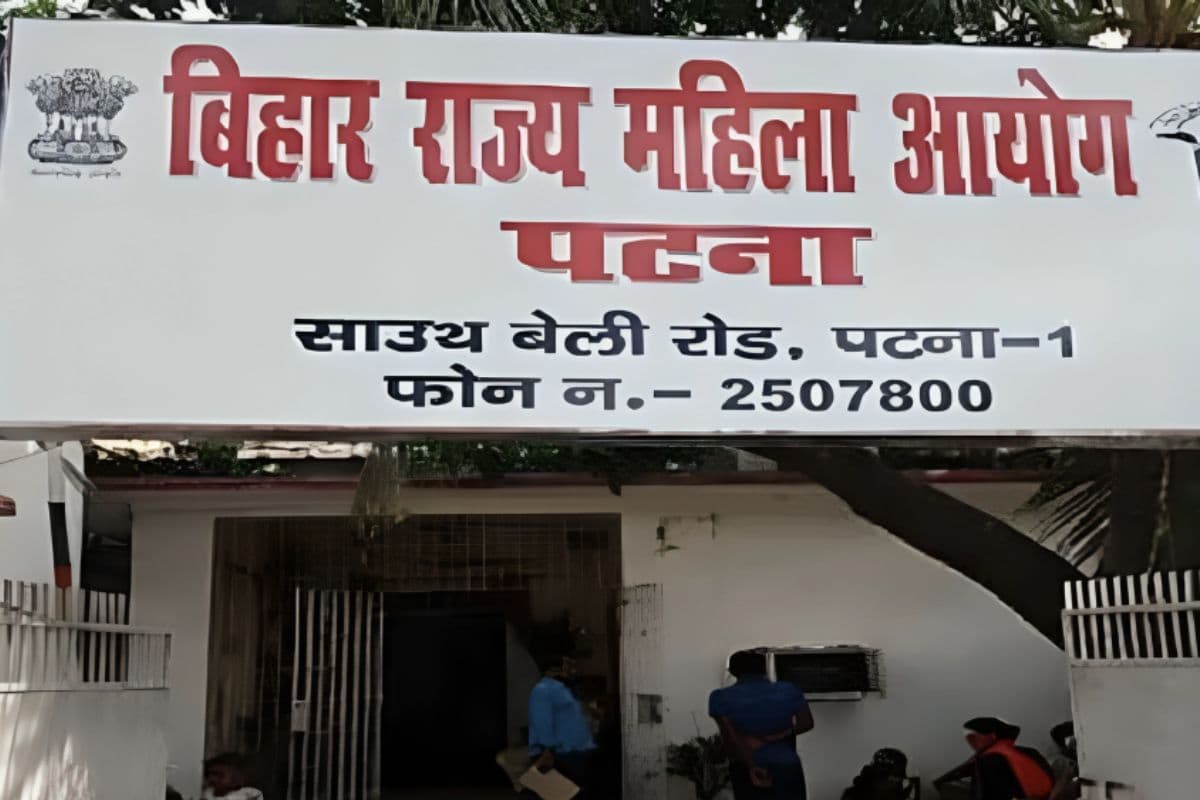 बिहार राज्य महिला आयोग
पटना
साउथ बेली रोड, पटना-1
फोन न.- 2507800